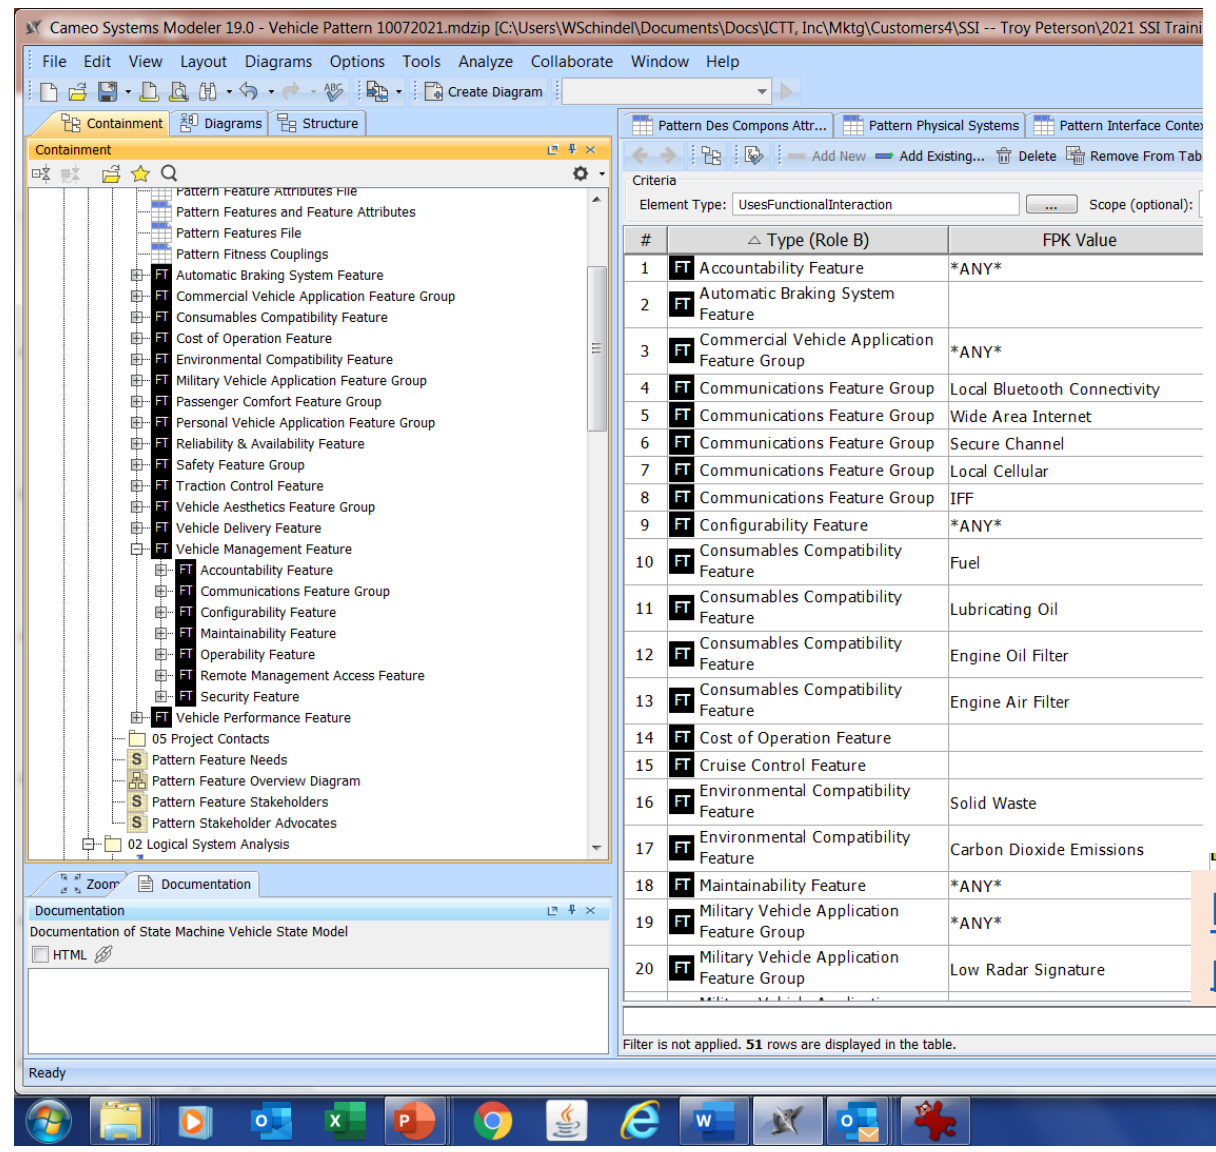 Cameo Systems Modeler 19.0 - Vehicle Pattern 10072021.mdzip [C:\Users\WSchindel\Documents\Docs\ICTT, Inc\Mktg\Customers4\SSI -- Troy Peterson\2021 SSI Traini
File Edit View Layout Diagrams Options Tools Analyze Collaborate Window Help
Create Diagram
Containment Diagrams Structure
Containment
Pattern Feature Attributes File
Pattern Features and Feature Attributes
Pattern Features File
Pattern Fitness Couplings
FT Automatic Braking System Feature
FT Commercial Vehicle Application Feature Group
FT Consumables Compatibility Feature
FT Cost of Operation Feature
FT Environmental Compatibility Feature
FT Military Vehicle Application Feature Group
FT Passenger Comfort Feature Group
FT Personal Vehicle Application Feature Group
FT Reliability & Availability Feature
FT Safety Feature Group
FT Traction Control Feature
FT Vehicle Aesthetics Feature Group
FT Vehicle Delivery Feature
FT Vehicle Management Feature
FT Accountability Feature
FT Communications Feature Group
FT Configurability Feature
FT Maintainability Feature
FT Operability Feature
FT Remote Management Access Feature
FT Security Feature
FT Vehicle Performance Feature
05 Project Contacts
S Pattern Feature Needs
Pattern Feature Overview Diagram
S Pattern Feature Stakeholders
S Pattern Stakeholder Advocates
02 Logical System Analysis
Zoom Documentation
Documentation
Documentation of State Machine Vehicle State Model
HTML
Pattern Des Compons Attr... Pattern Physical Systems Pattern Interface Contex
Add New Add Existing... Delete Remove From Tab
Criteria
Element Type: UsesFunctionalInteraction ... Scope (optional):
# Type (Role B) FPK Value
1 FT Accountability Feature *ANY*
2 FT Automatic Braking System
Feature
3 FT Commercial Vehicle Application
Feature Group *ANY*
4 FT Communications Feature Group Local Bluetooth Connectivity
5 FT Communications Feature Group Wide Area Internet
6 FT Communications Feature Group Secure Channel
7 FT Communications Feature Group Local Cellular
8 FT Communications Feature Group IFF
9 FT Configurability Feature *ANY*
10 FT Consumables Compatibility
Feature Fuel
11 FT Consumables Compatibility
Feature Lubricating Oil
12 FT Consumables Compatibility
Feature Engine Oil Filter
13 FT Consumables Compatibility
Feature Engine Air Filter
14 FT Cost of Operation Feature
15 FT Cruise Control Feature
16 FT Environmental Compatibility
Feature Solid Waste
17 FT Environmental Compatibility
Feature Carbon Dioxide Emissions
18 FT Maintainability Feature *ANY*
19 FT Military Vehicle Application
Feature Group *ANY*
20 FT Military Vehicle Application
Feature Group Low Radar Signature
Filter is not applied. 51 rows are displayed in the table.
Ready